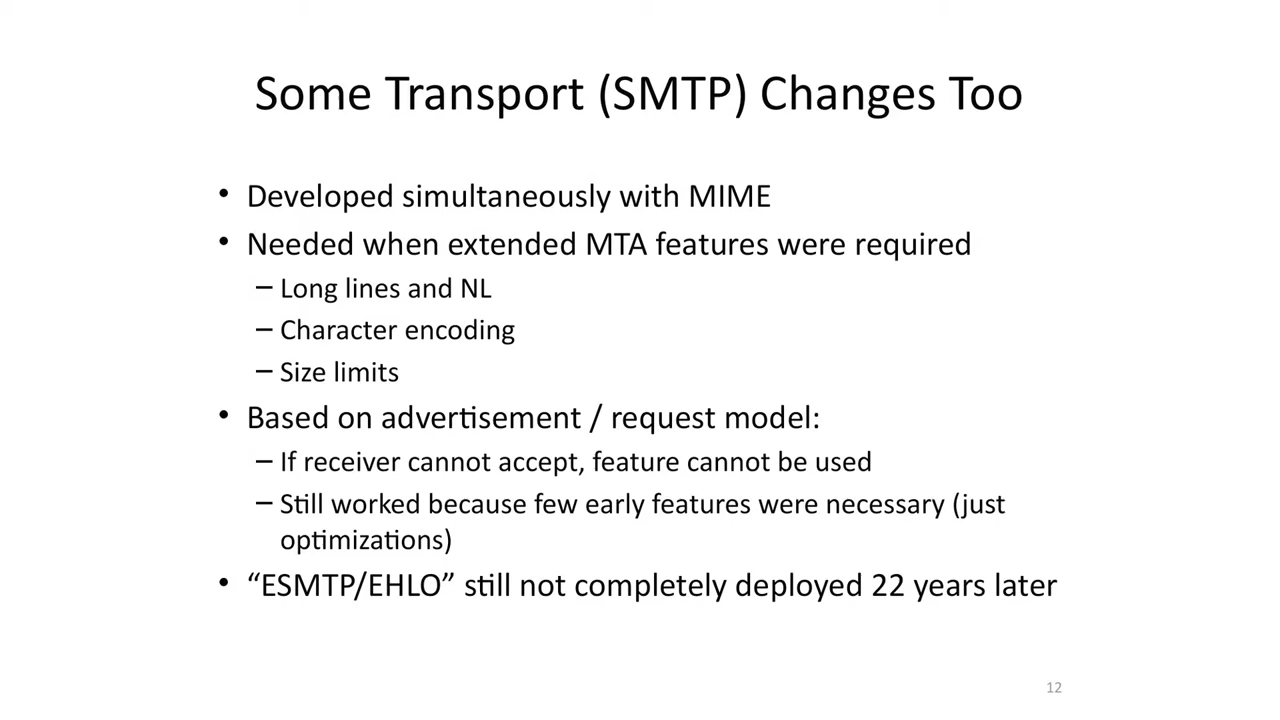 Some Transport (SMTP) Changes Too
• Developed simultaneously with MIME
• Needed when extended MTA features were required
– Long lines and NL
– Character encoding
– Size limits
• Based on advertisement / request model:
– If receiver cannot accept, feature cannot be used
– Still worked because few early features were necessary (just
optimizations)
• “ESMTP/EHLO” still not completely deployed 22 years later
12